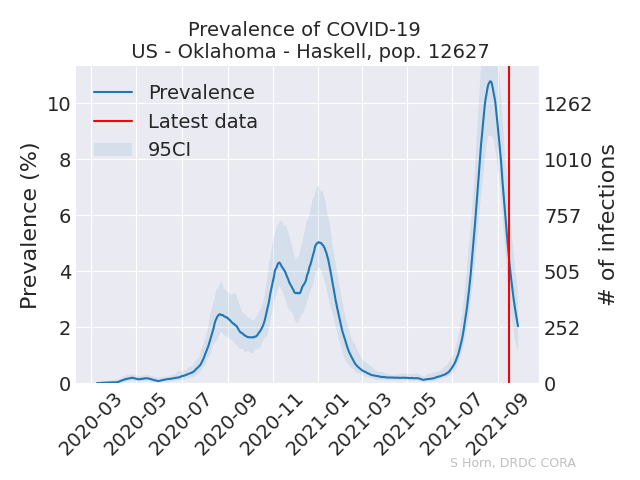 Prevalence of COVID-19
US - Oklahoma - Haskell, pop. 12627
Prevalence
Latest data
95CI
Prevalence (%)
10
8
6
4
2
0
1262
1010
757
505
252
0
# of infections
2020-03
2020-05
2020-07
2020-09
2020-11
2021-01
2021-03
2021-05
2021-07
2021-09
S Horn, DRDC CORA